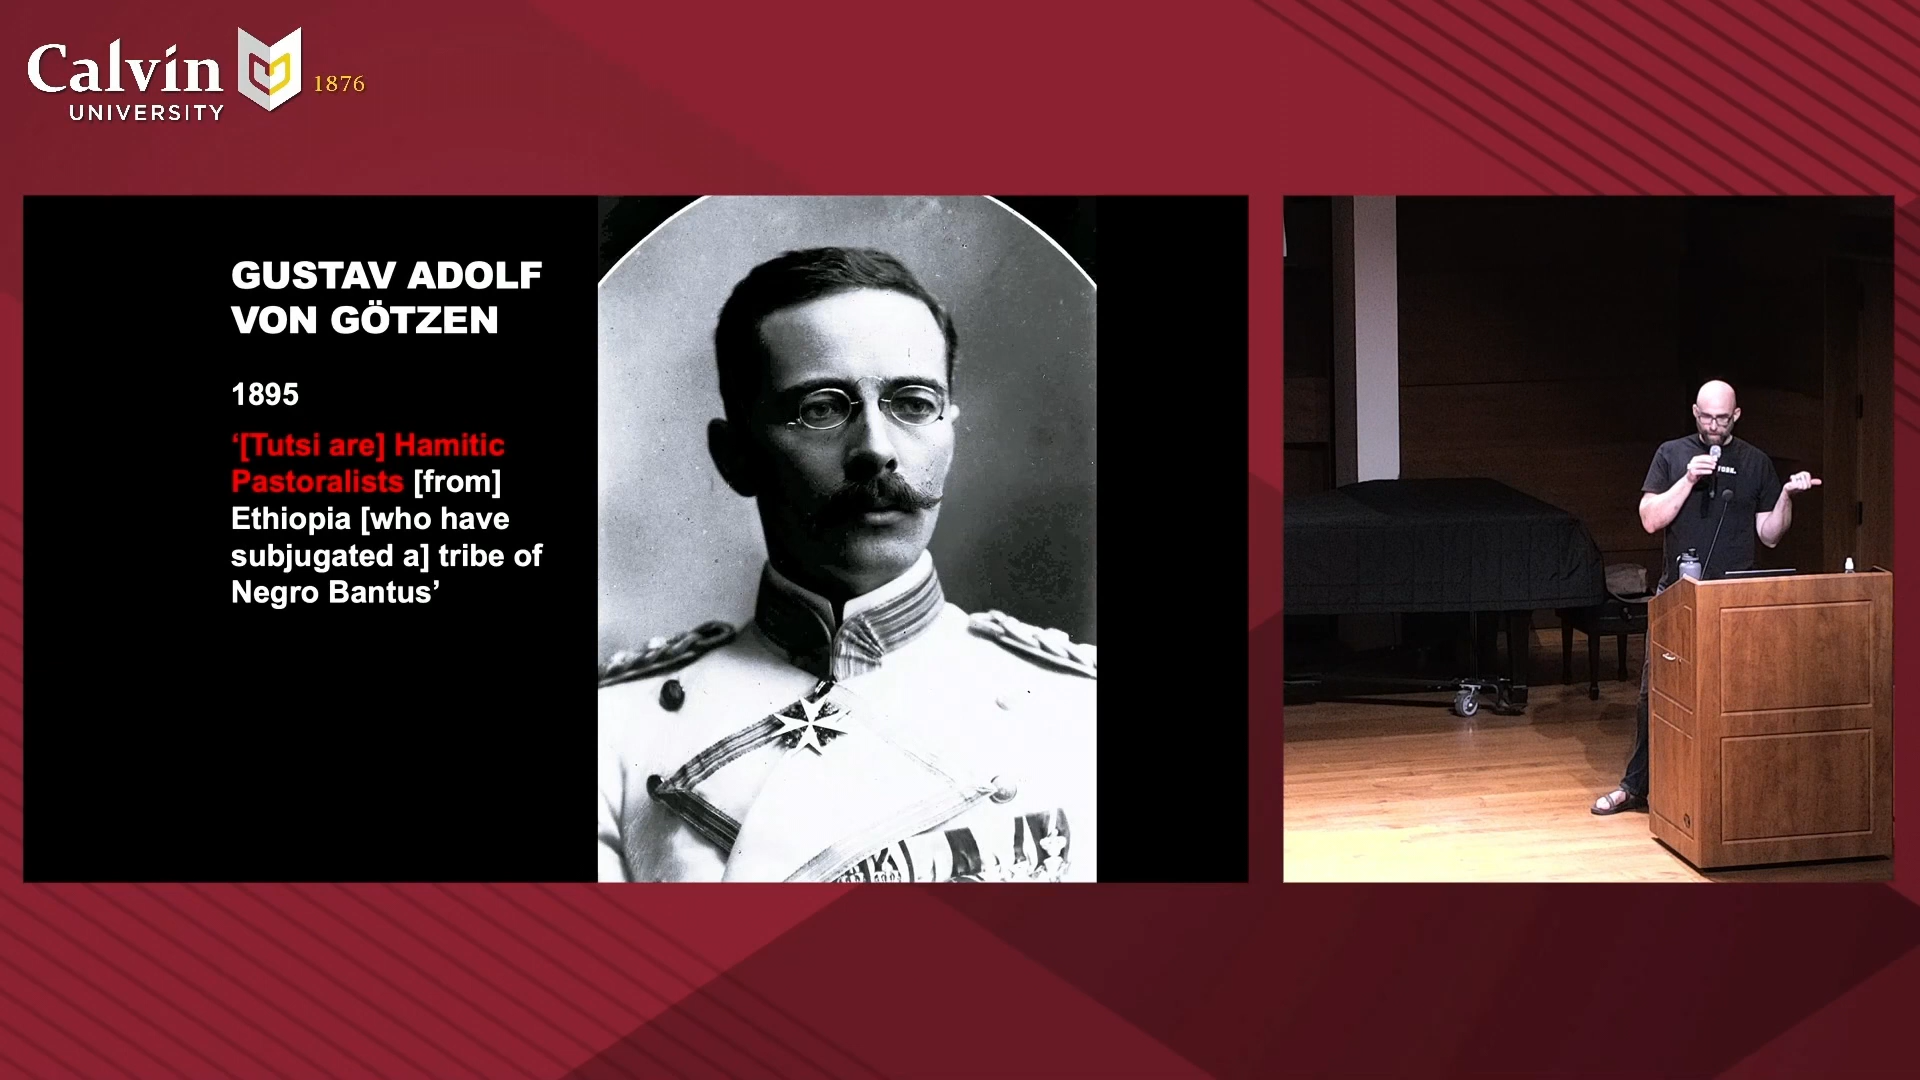 Calvin
UNIVERSITY
1876
GUSTAV ADOLF
VON GÖTZEN
1895
‘[Tutsi are] Hamitic
Pastoralists [from]
Ethiopia [who have
subjugated a] tribe of
Negro Bantus’